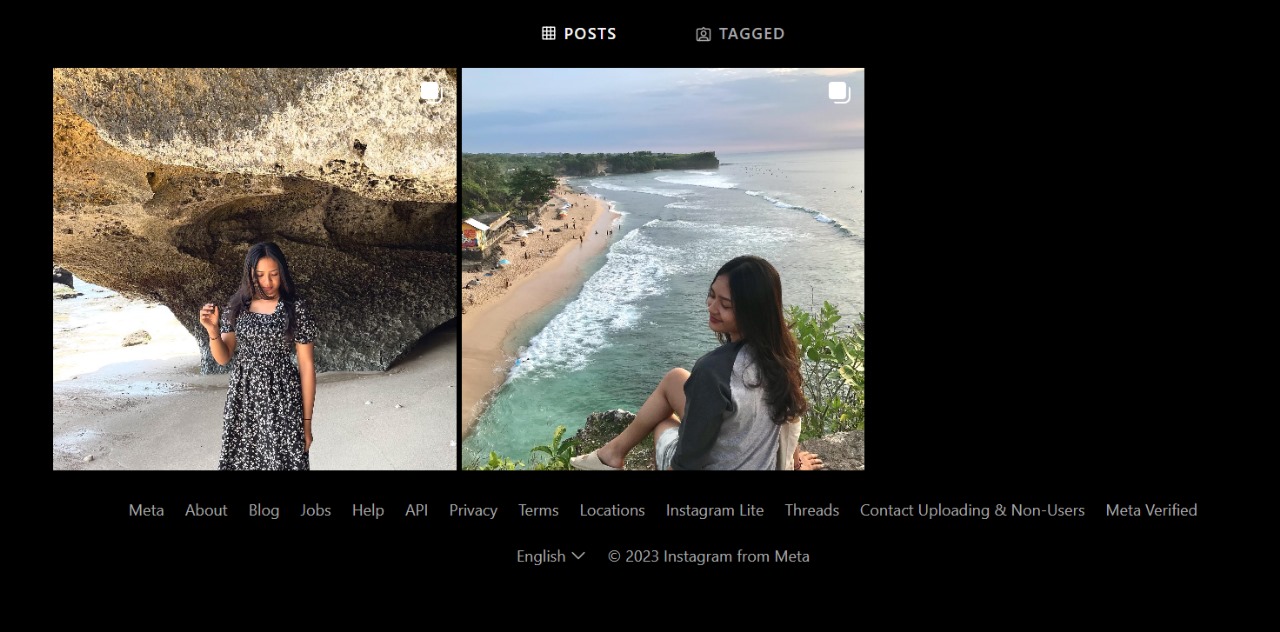 POSTS TAGGED
Meta About Blog Jobs Help API Privacy Terms Locations Instagram Lite Threads Contact Uploading & Non-Users Meta Verified
English © 2023 Instagram from Meta